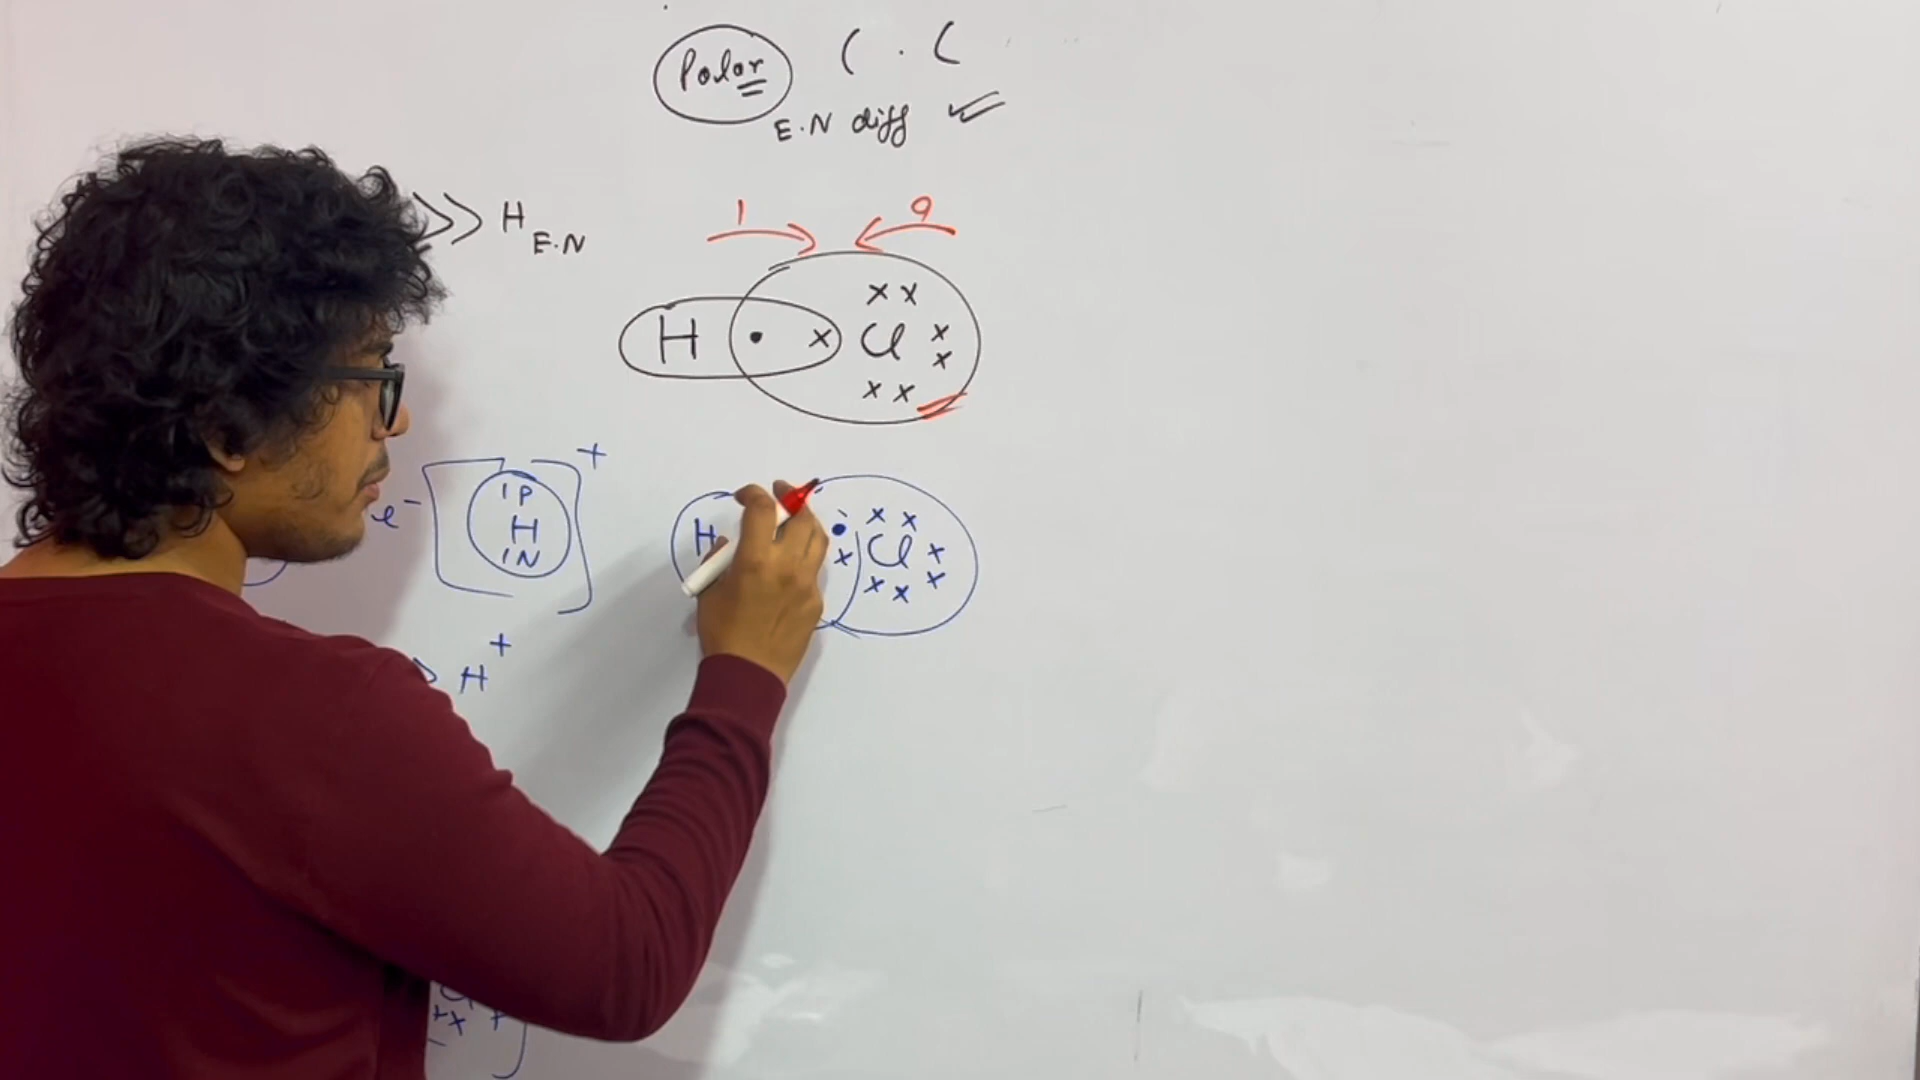 Polar ( . (
E.N diff
>> H E.N
1 9
x x
H • x Cl x
x
x x
+
1P
e⁻ H
1N
• x x
H x Cl x
x
x x
> H⁺